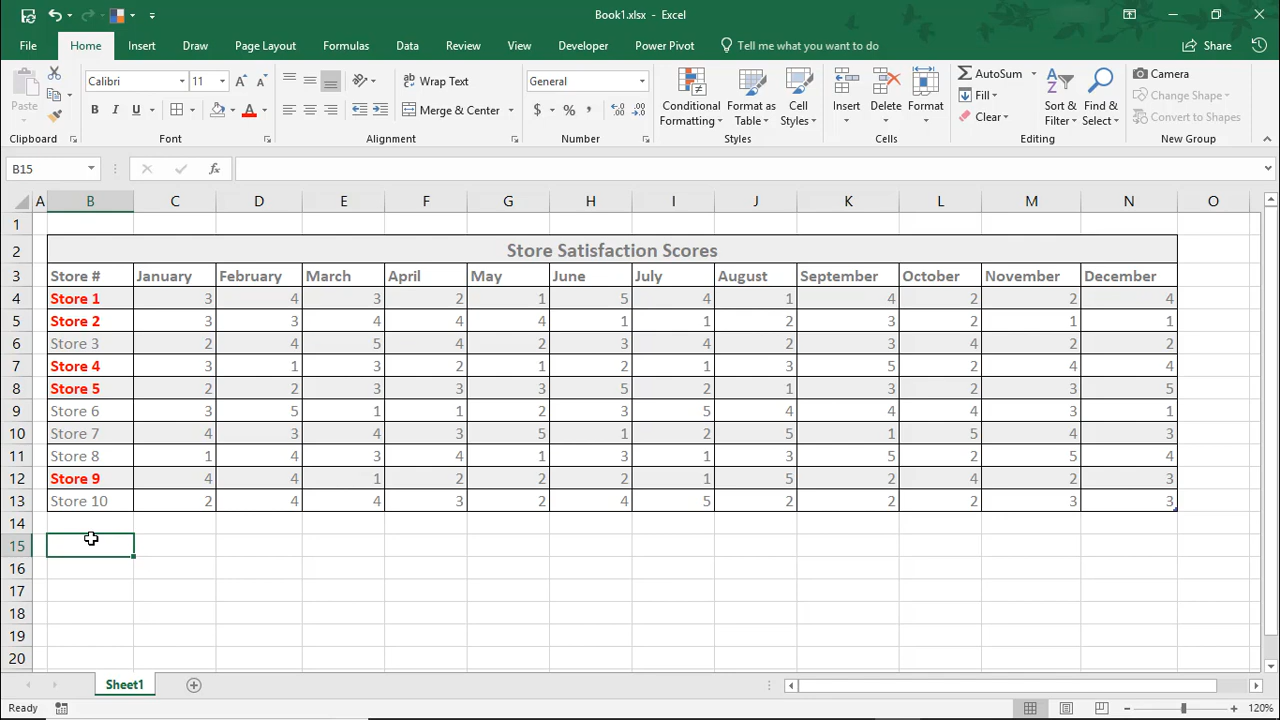 Book1.xlsx - Excel
File Home Insert Draw Page Layout Formulas Data Review View Developer Power Pivot Tell me what you want to do Share
Calibri 11 Wrap Text General AutoSum Camera
Paste B I U Merge & Center $ % , Conditional Formatting Format as Table Cell Styles Insert Delete Format Fill Clear Sort & Filter Find & Select Change Shape Convert to Shapes
Clipboard Font Alignment Number Styles Cells Editing New Group
B15 fx
A B C D E F G H I J K L M N O
1
2 Store Satisfaction Scores
3 Store # January February March April May June July August September October November December
4 Store 1 3 4 3 2 1 5 4 1 4 2 2 4
5 Store 2 3 3 4 4 4 1 1 2 3 2 1 1
6 Store 3 2 4 5 4 2 3 4 2 3 4 2 2
7 Store 4 3 1 3 2 1 2 1 3 5 2 4 4
8 Store 5 2 2 3 3 3 5 2 1 3 2 3 5
9 Store 6 3 5 1 1 2 3 5 4 4 4 3 1
10 Store 7 4 3 4 3 5 1 2 5 1 5 4 3
11 Store 8 1 4 3 4 1 3 1 3 5 2 5 4
12 Store 9 4 4 1 2 2 2 1 5 2 4 2 3
13 Store 10 2 4 4 3 2 4 5 2 2 2 3 3
14
15
16
17
18
19
20
Sheet1
Ready 120%